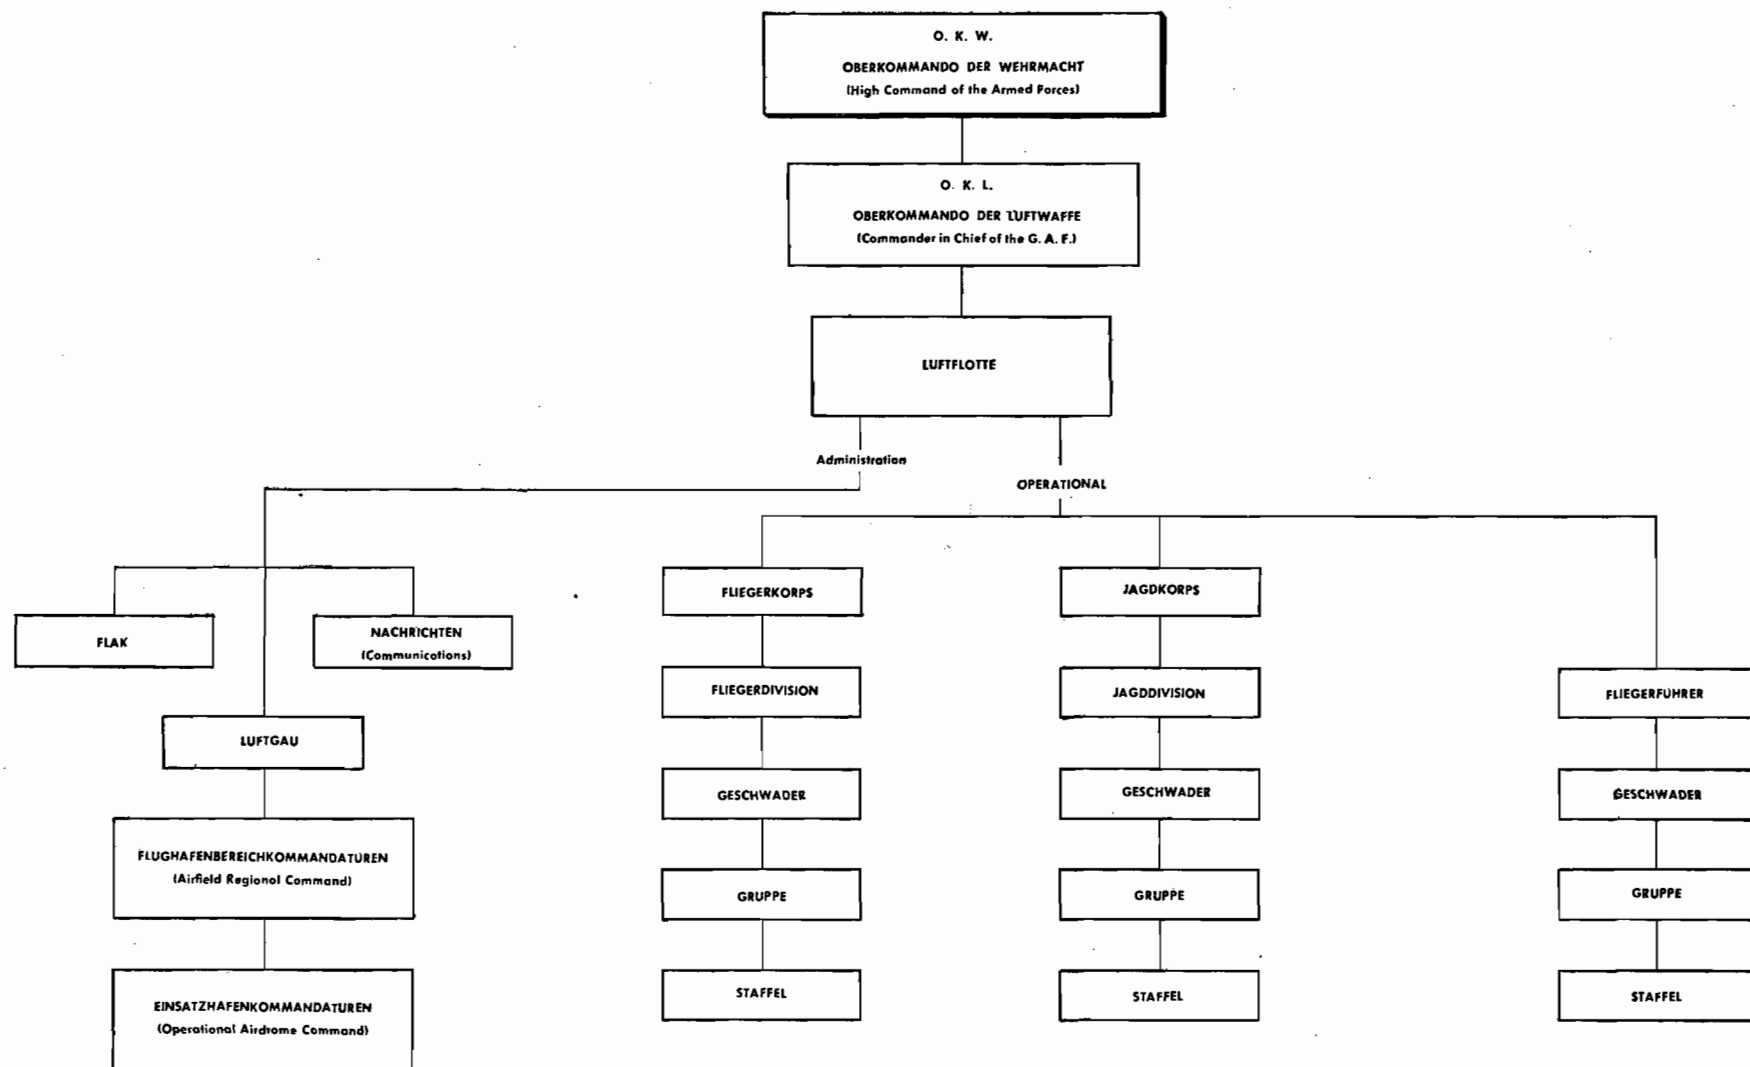 O. K. W.
OBERKOMMANDO DER WEHRMACHT
(High Command of the Armed Forces)
O. K. L.
OBERKOMMANDO DER LUFTWAFFE
(Commander in Chief of the G. A. F.)
LUFTFLOTTE
Administration
OPERATIONAL
FLAK
NACHRICHTEN
(Communications)
LUFTGAU
FLUGHAFENBEREICHKOMMANDATUREN
(Airfield Regional Command)
EINSATZHAFENKOMMANDATUREN
(Operational Airdrome Command)
FLIEGERKORPS
FLIEGERDIVISION
GESCHWADER
GRUPPE
STAFFEL
JAGDKORPS
JAGDDIVISION
GESCHWADER
GRUPPE
STAFFEL
FLIEGERFUHRER
GESCHWADER
GRUPPE
STAFFEL